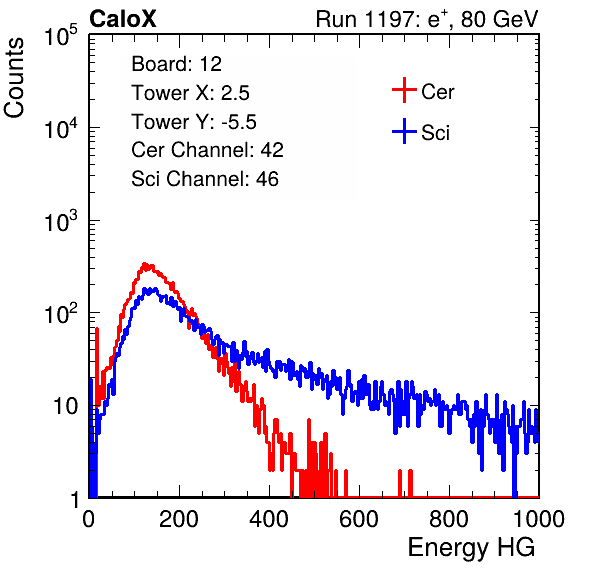 CaloX Run 1197: e⁺, 80 GeV
Counts
Board: 12
Tower X: 2.5
Tower Y: -5.5
Cer Channel: 42
Sci Channel: 46
Cer
Sci
10⁵
10⁴
10³
10²
10
1
0 200 400 600 800 1000
Energy HG